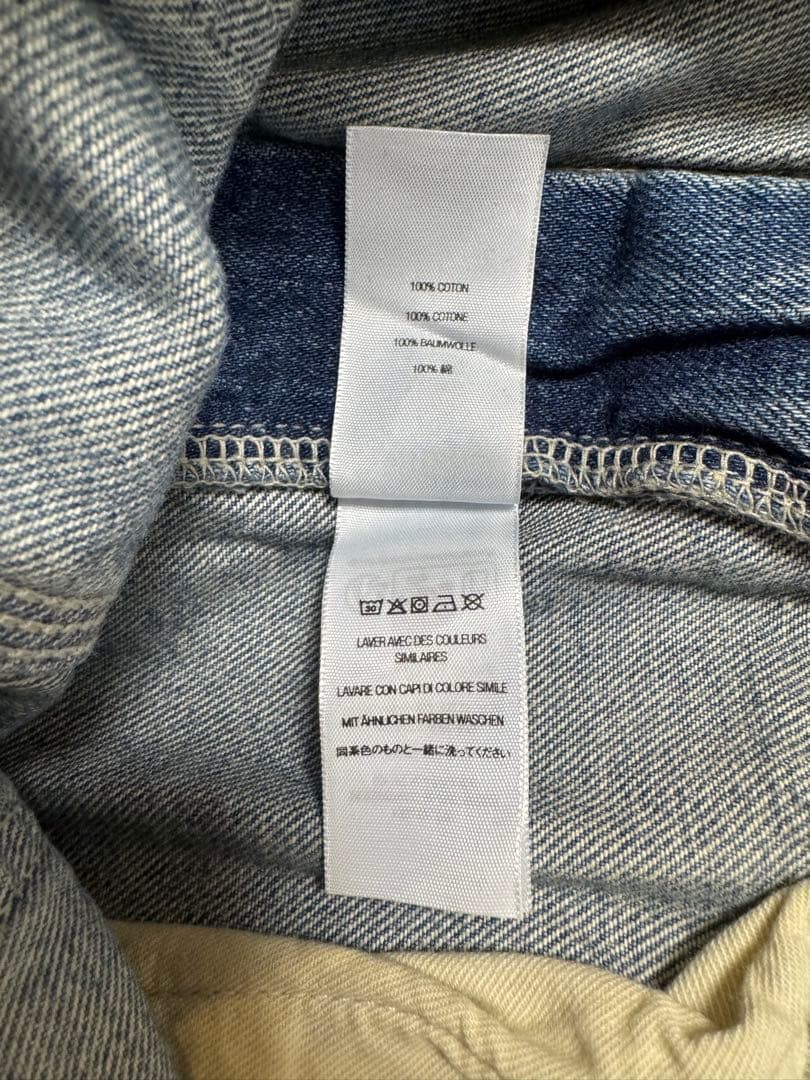 100% COTON
100% COTONE
100% BAUMWOLLE
100% 綿
30
LAVER AVEC DES COULEURS
SIMILAIRES
LAVARE CON CAPI DI COLORE SIMILE
MIT ÄHNLICHEN FARBEN WASCHEN
同系色のものと一緒に洗ってください